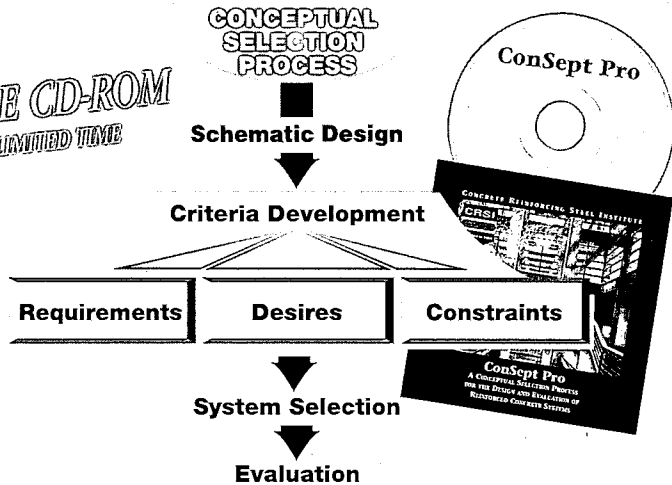 CONCEPTUAL
SELECTION
PROCESS
E CD-ROM
LIMITED TIME
ConSept Pro
Schematic Design
Criteria Development
CONCRETE REINFORCING STEEL INSTITUTE
CRSI
Requirements
Desires
Constraints
ConSept Pro
A CONCEPTUAL SELECTION PROCESS
FOR THE DESIGN AND EVALUATION OF
REINFORCED CONCRETE SYSTEMS
System Selection
Evaluation